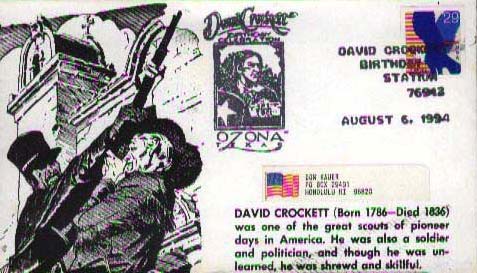 Davy Crockett
OZONA
TEXAS
29
DAVID CROCKETT
BIRTHDAY
STATION
76943
AUGUST 6, 1994
DON KAUER
PO BOX 29431
HONOLULU HI 96820
DAVID CROCKETT (Born 1786—Died 1836)
was one of the great scouts of pioneer
days in America. He was also a soldier
and politician, and though he was un-
learned, he was shrewd and skillful.